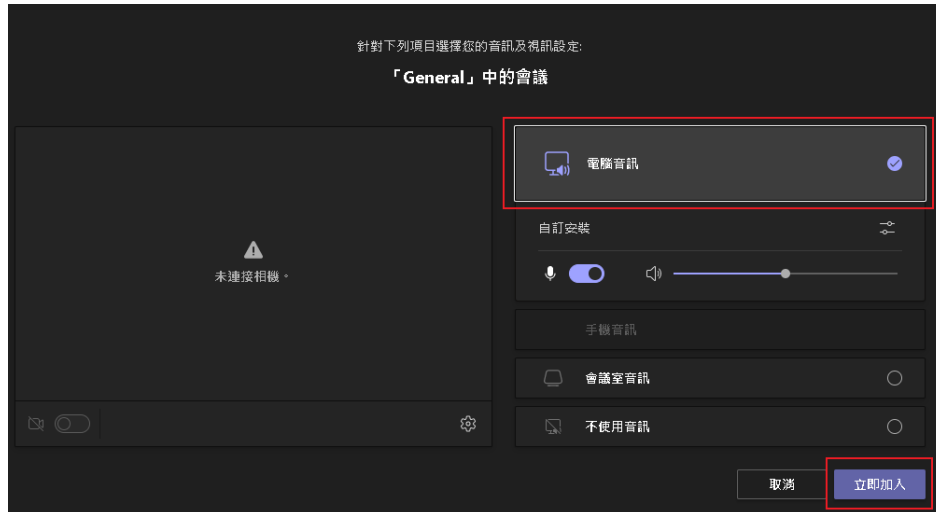 針對下列項目選擇您的音訊及視訊設定:
「General」中的會議
電腦音訊
自訂安裝
未連接相機。
手機音訊
會議室音訊
不使用音訊
取消
立即加入